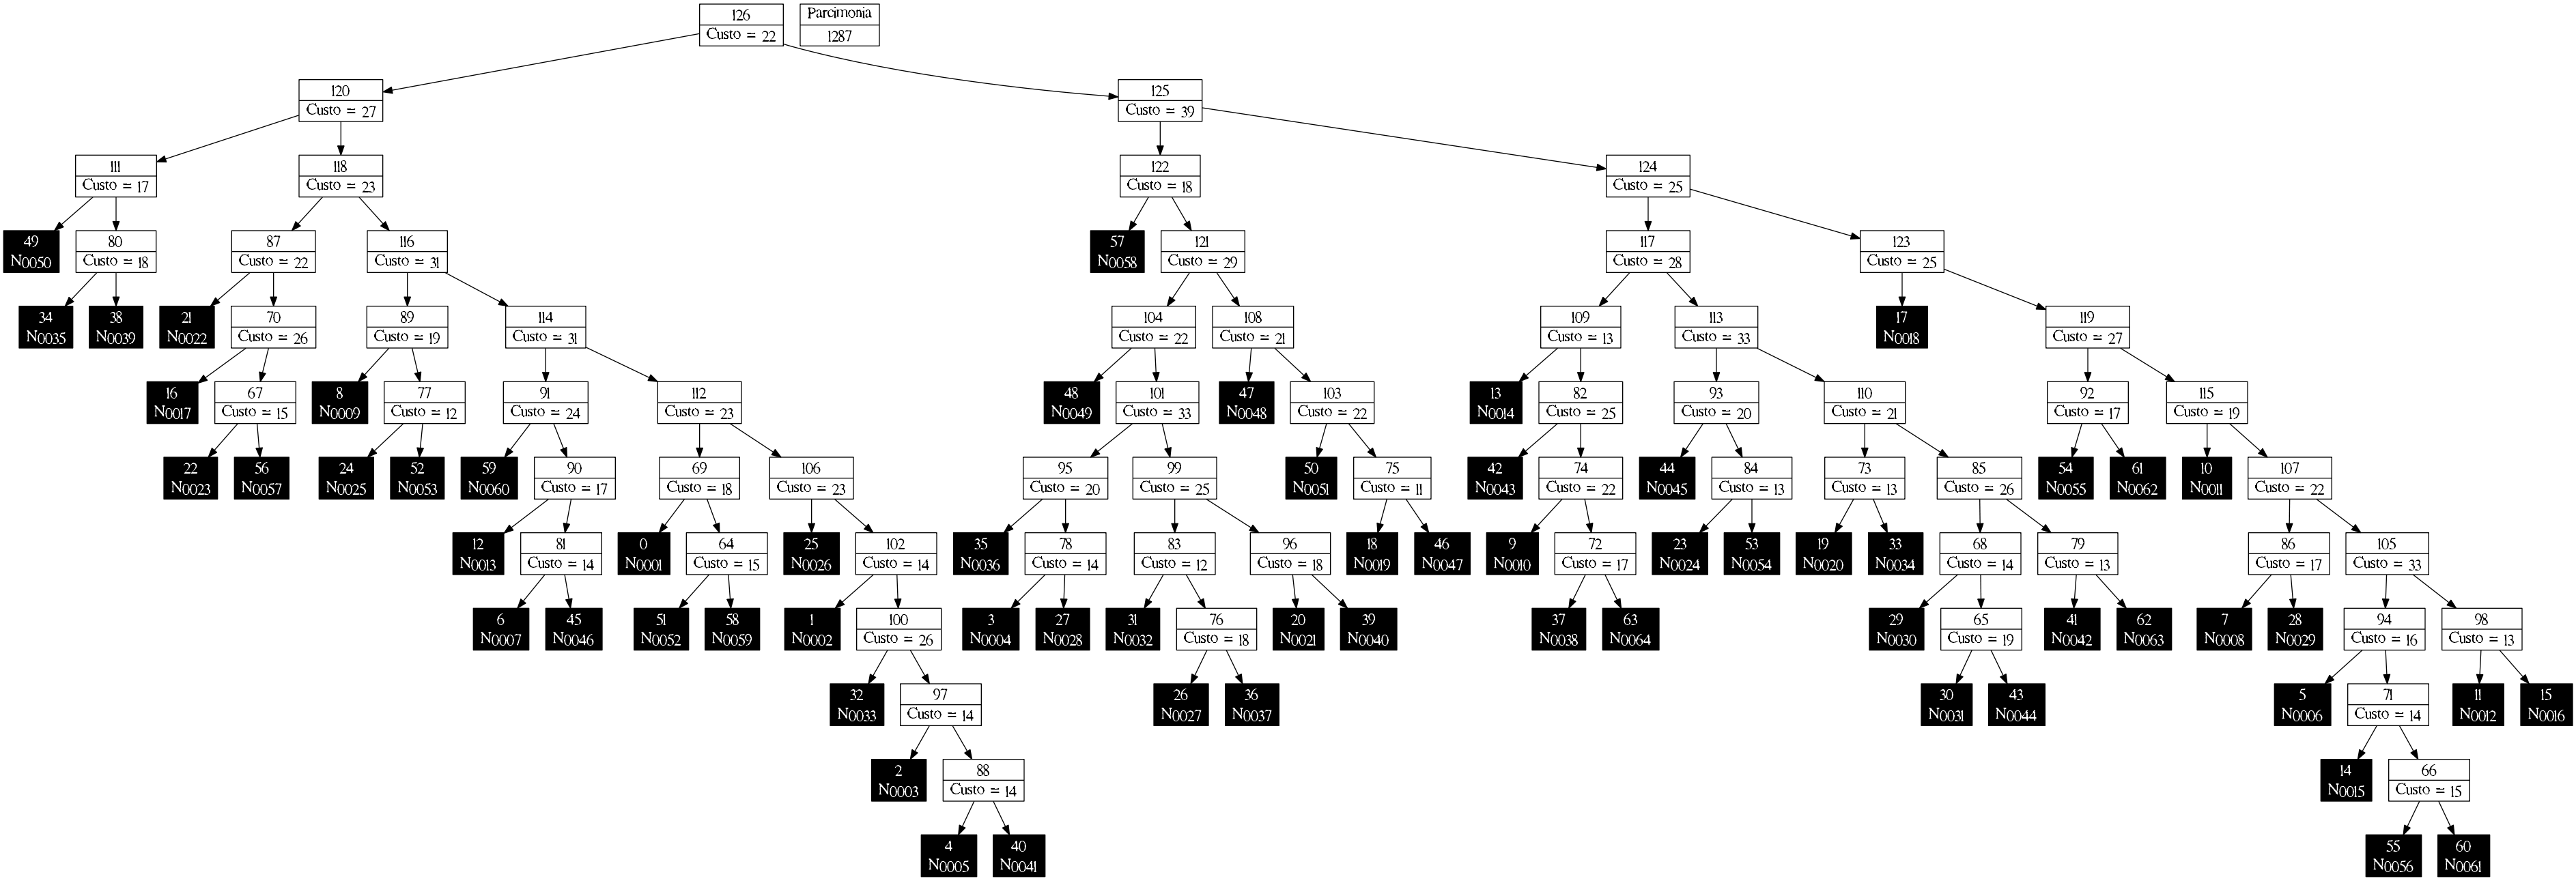 126
Custo = 22
Parcimonia
1287
120
Custo = 27
125
Custo = 39
111
Custo = 17
118
Custo = 23
122
Custo = 18
124
Custo = 25
49
N0050
80
Custo = 18
87
Custo = 22
116
Custo = 31
57
N0058
121
Custo = 29
117
Custo = 28
123
Custo = 25
34
N0035
38
N0039
21
N0022
70
Custo = 26
89
Custo = 19
114
Custo = 31
104
Custo = 22
108
Custo = 21
109
Custo = 13
113
Custo = 33
17
N0018
119
Custo = 27
16
N0017
67
Custo = 15
8
N0009
77
Custo = 12
91
Custo = 24
112
Custo = 23
48
N0049
101
Custo = 33
47
N0048
103
Custo = 22
13
N0014
82
Custo = 25
93
Custo = 20
110
Custo = 21
92
Custo = 17
115
Custo = 19
22
N0023
56
N0057
24
N0025
52
N0053
59
N0060
90
Custo = 17
69
Custo = 18
106
Custo = 23
95
Custo = 20
99
Custo = 25
50
N0051
75
Custo = 11
42
N0043
74
Custo = 22
44
N0045
84
Custo = 13
73
Custo = 13
85
Custo = 26
54
N0055
61
N0062
10
N0011
107
Custo = 22
12
N0013
81
Custo = 14
0
N0001
64
Custo = 15
25
N0026
102
Custo = 14
35
N0036
78
Custo = 14
83
Custo = 12
96
Custo = 18
18
N0019
46
N0047
9
N0010
72
Custo = 17
23
N0024
53
N0054
19
N0020
33
N0034
68
Custo = 14
79
Custo = 13
86
Custo = 17
105
Custo = 33
6
N0007
45
N0046
51
N0052
58
N0059
1
N0002
100
Custo = 26
3
N0004
27
N0028
31
N0032
76
Custo = 18
20
N0021
39
N0040
37
N0038
63
N0064
29
N0030
65
Custo = 19
41
N0042
62
N0063
7
N0008
28
N0029
94
Custo = 16
98
Custo = 13
32
N0033
97
Custo = 14
26
N0027
36
N0037
30
N0031
43
N0044
5
N0006
71
Custo = 14
11
N0012
15
N0016
2
N0003
88
Custo = 14
14
N0015
66
Custo = 15
4
N0005
40
N0041
55
N0056
60
N0061